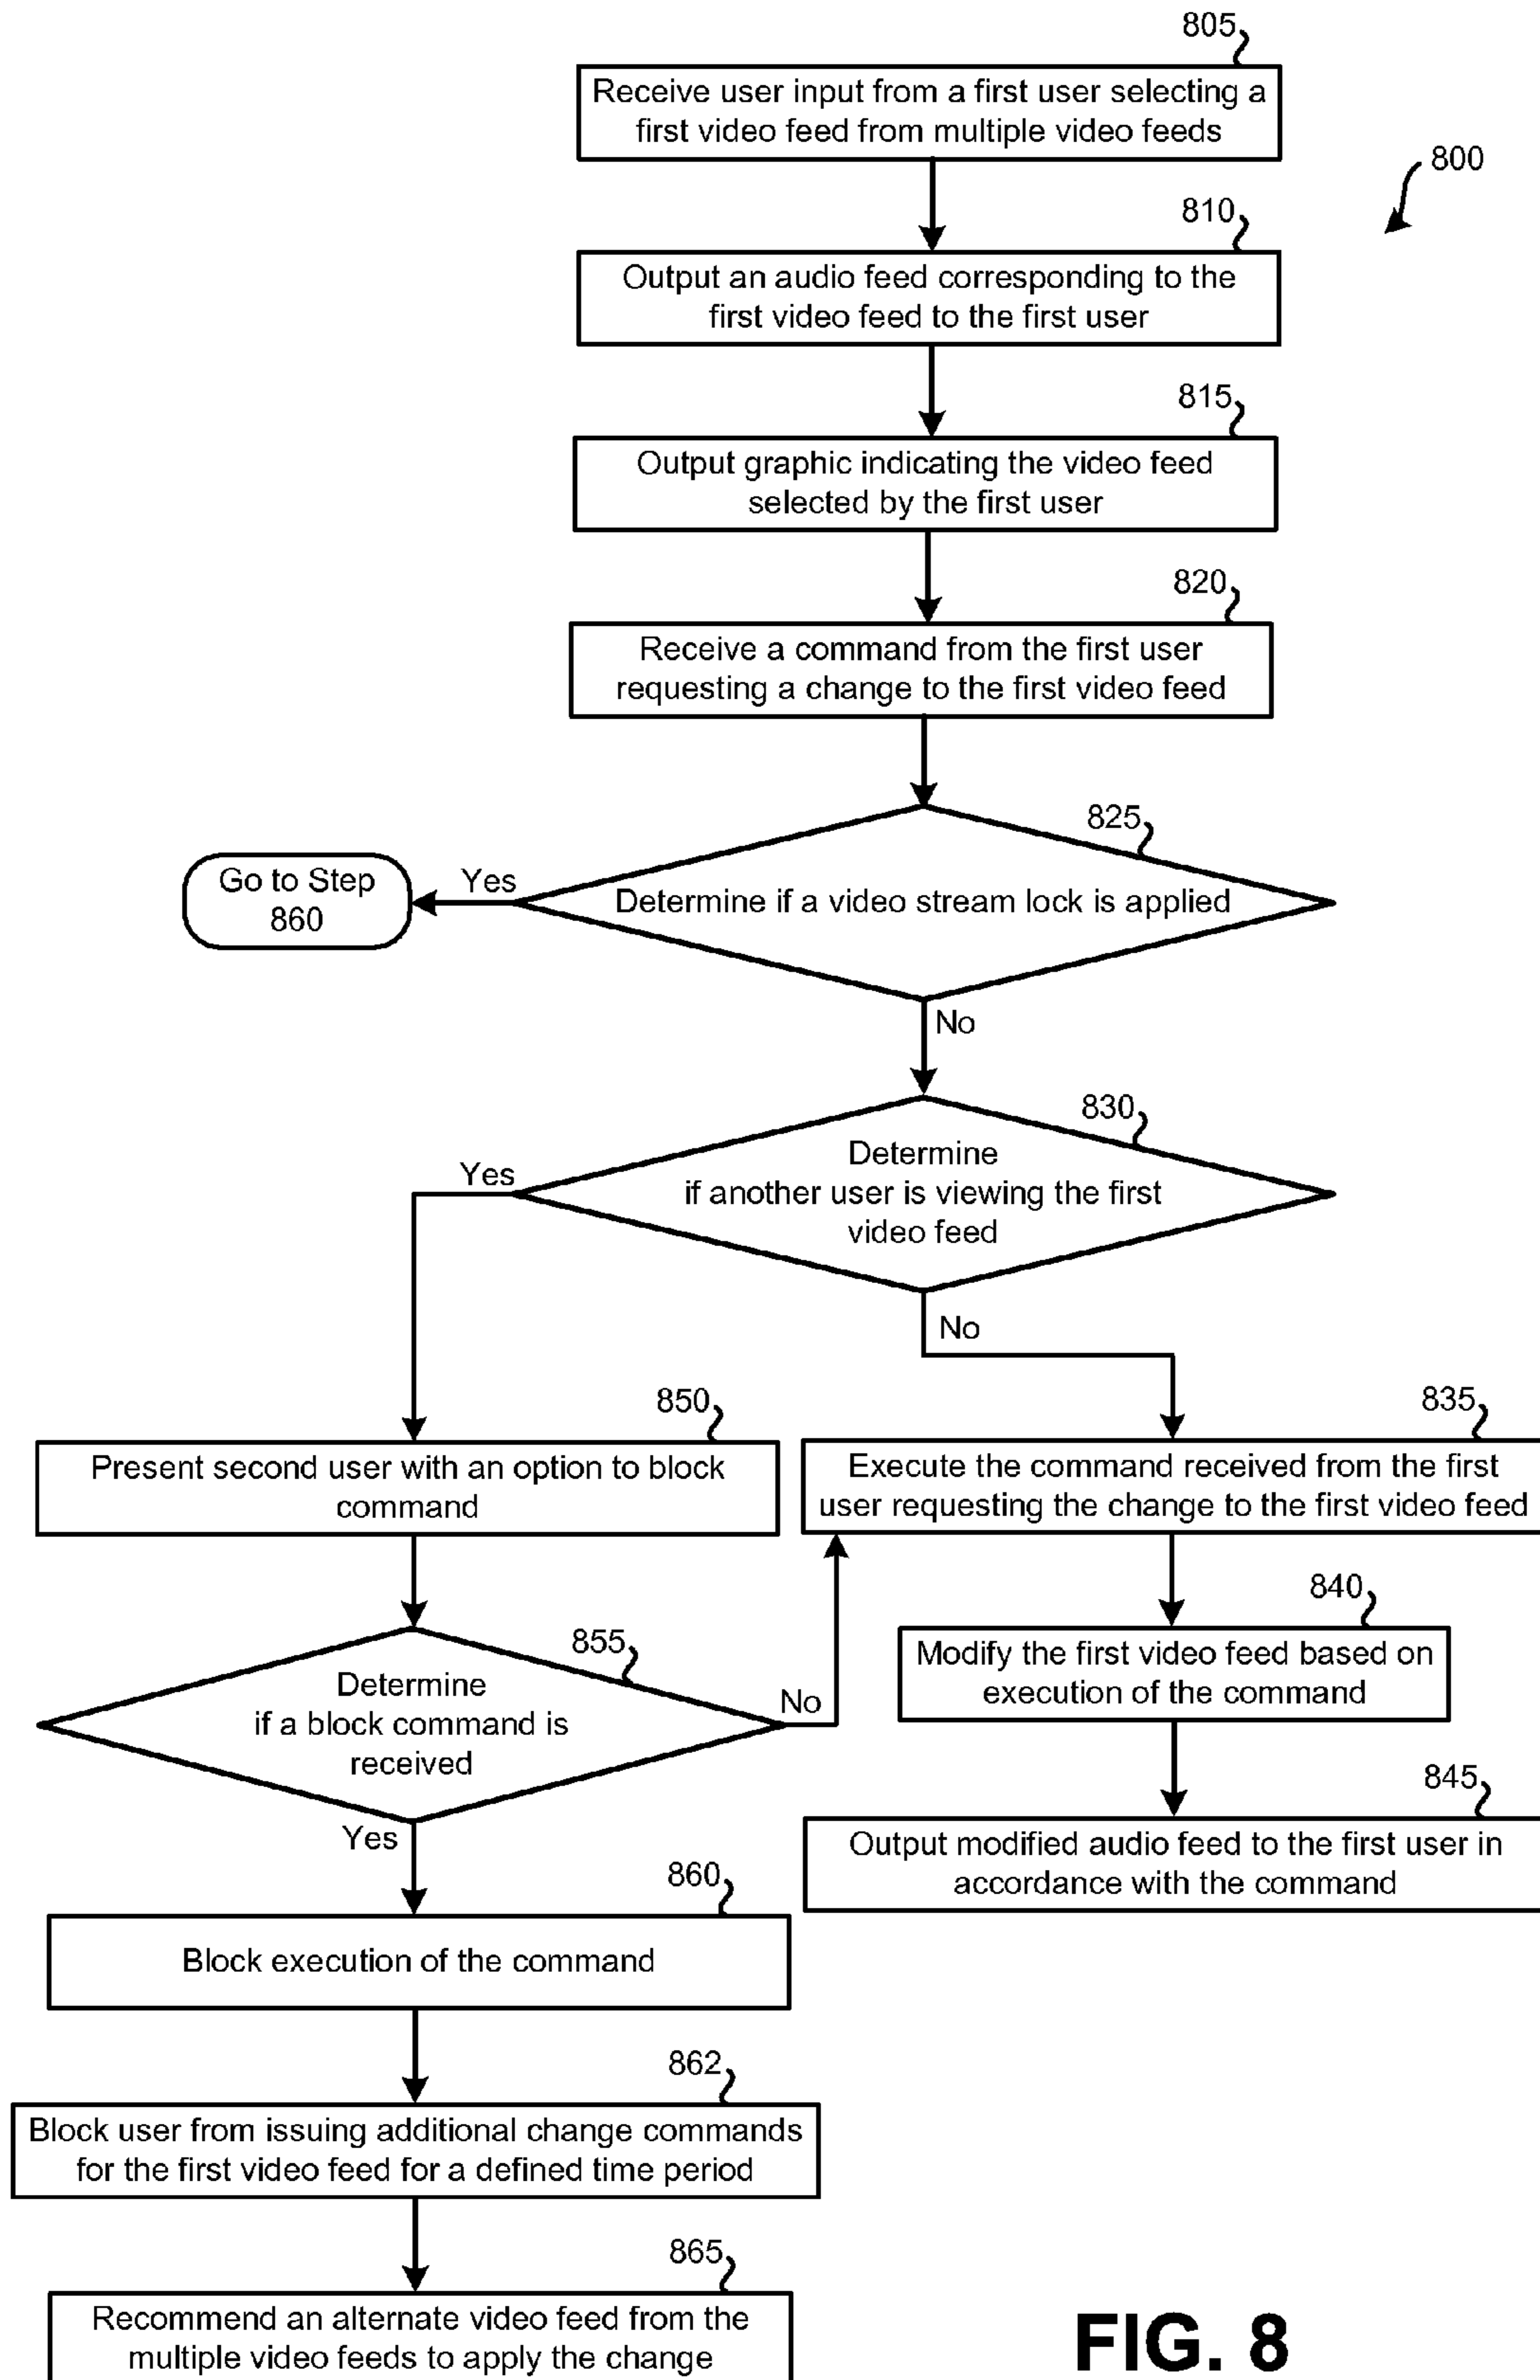 805
Receive user input from a first user selecting a
first video feed from multiple video feeds
800
810
Output an audio feed corresponding to the
first video feed to the first user
815
Output graphic indicating the video feed
selected by the first user
820
Receive a command from the first user
requesting a change to the first video feed
825
Determine if a video stream lock is applied
Yes
Go to Step
860
No
830
Determine
if another user is viewing the first
video feed
Yes
No
850
Present second user with an option to block
command
835
Execute the command received from the first
user requesting the change to the first video feed
855
Determine
if a block command is
received
No
Yes
840
Modify the first video feed based on
execution of the command
845
Output modified audio feed to the first user in
accordance with the command
860
Block execution of the command
862
Block user from issuing additional change commands
for the first video feed for a defined time period
865
Recommend an alternate video feed from the
multiple video feeds to apply the change
FIG. 8